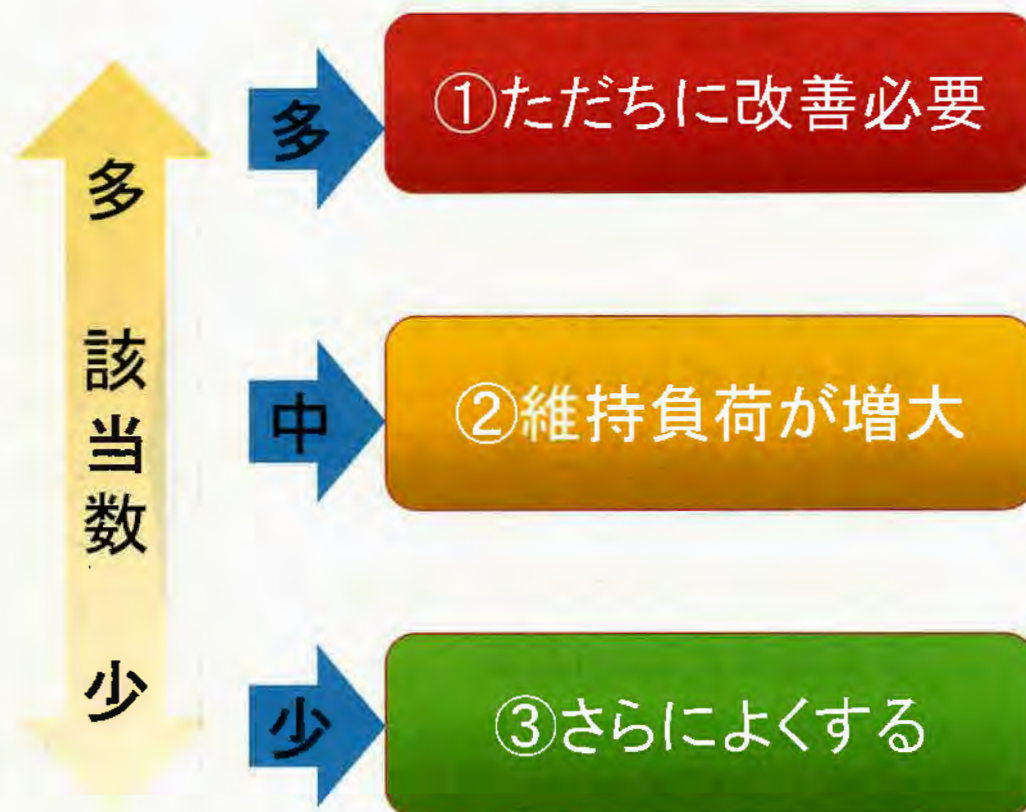 多 該当数 少
多
①ただちに改善必要
中
②維持負荷が増大
少
③さらによくする